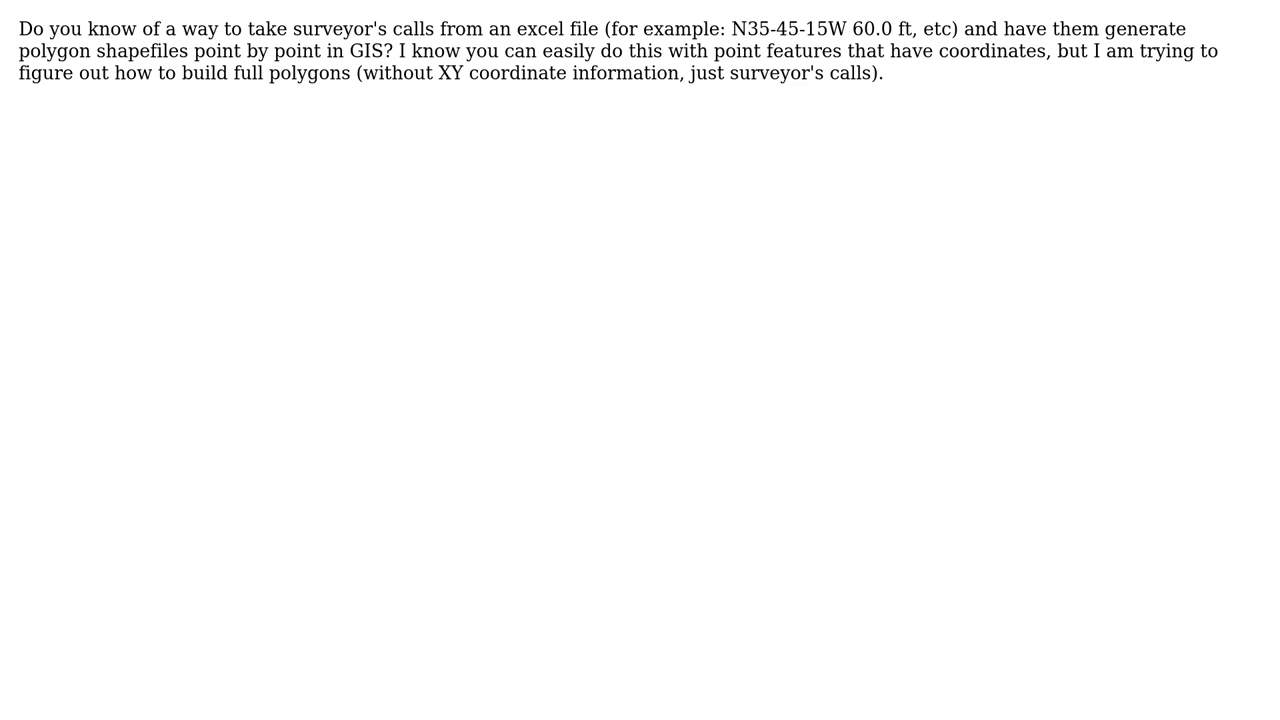 Do you know of a way to take surveyor's calls from an excel file (for example: N35-45-15W 60.0 ft, etc) and have them generate
polygon shapefiles point by point in GIS? I know you can easily do this with point features that have coordinates, but I am trying to
figure out how to build full polygons (without XY coordinate information, just surveyor's calls).